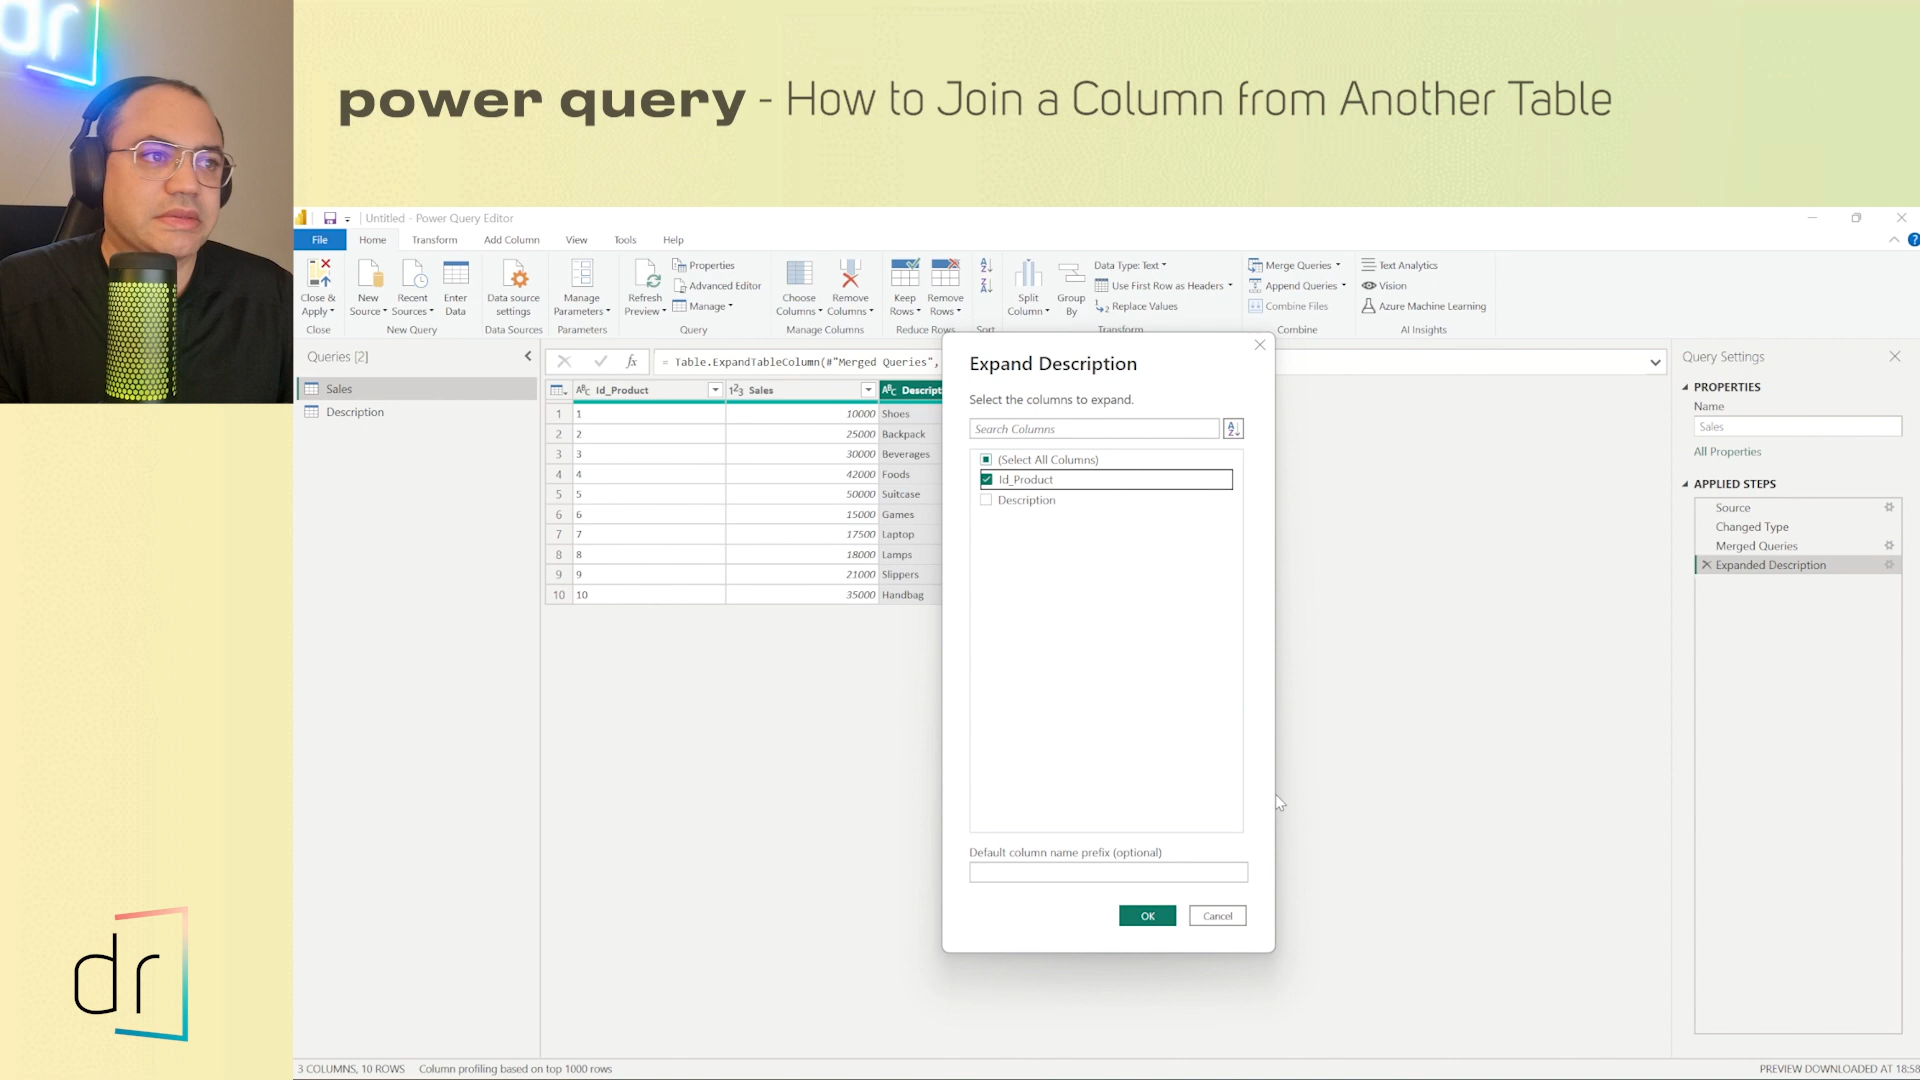 dr
power query - How to Join a Column from Another Table
Untitled - Power Query Editor
File Home Transform Add Column View Tools Help
Close & Apply
Close
New Source
Recent Sources
Enter Data
New Query
Data source settings
Data Sources
Manage Parameters
Parameters
Refresh Preview
Properties
Advanced Editor
Manage
Query
Choose Columns
Remove Columns
Manage Columns
Keep Rows
Remove Rows
Reduce Rows
Sort
Split Column
Group By
Data Type: Text
Use First Row as Headers
Replace Values
Transform
Merge Queries
Append Queries
Combine Files
Combine
Text Analytics
Vision
Azure Machine Learning
AI Insights
Queries [2]
Sales
Description
fx = Table.ExpandTableColumn(#"Merged Queries",
Id_Product Sales Descript
1 1 10000 Shoes
2 2 25000 Backpack
3 3 30000 Beverages
4 4 42000 Foods
5 5 50000 Suitcase
6 6 15000 Games
7 7 17500 Laptop
8 8 18000 Lamps
9 9 21000 Slippers
10 10 35000 Handbag
Expand Description
Select the columns to expand.
Search Columns
(Select All Columns)
Id_Product
Description
Default column name prefix (optional)
OK Cancel
Query Settings
PROPERTIES
Name
Sales
All Properties
APPLIED STEPS
Source
Changed Type
Merged Queries
Expanded Description
dr
3 COLUMNS, 10 ROWS Column profiling based on top 1000 rows
PREVIEW DOWNLOADED AT 18:58